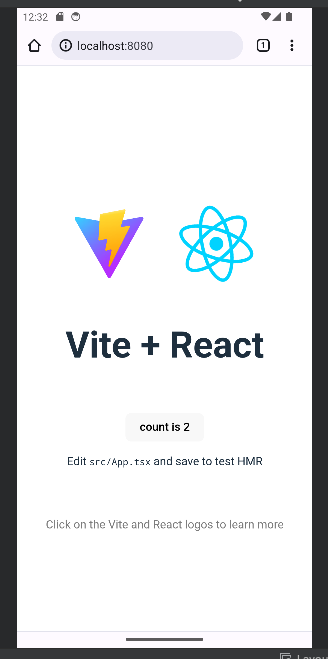 12:32
localhost:8080
1
Vite + React
count is 2
Edit src/App.tsx and save to test HMR
Click on the Vite and React logos to learn more